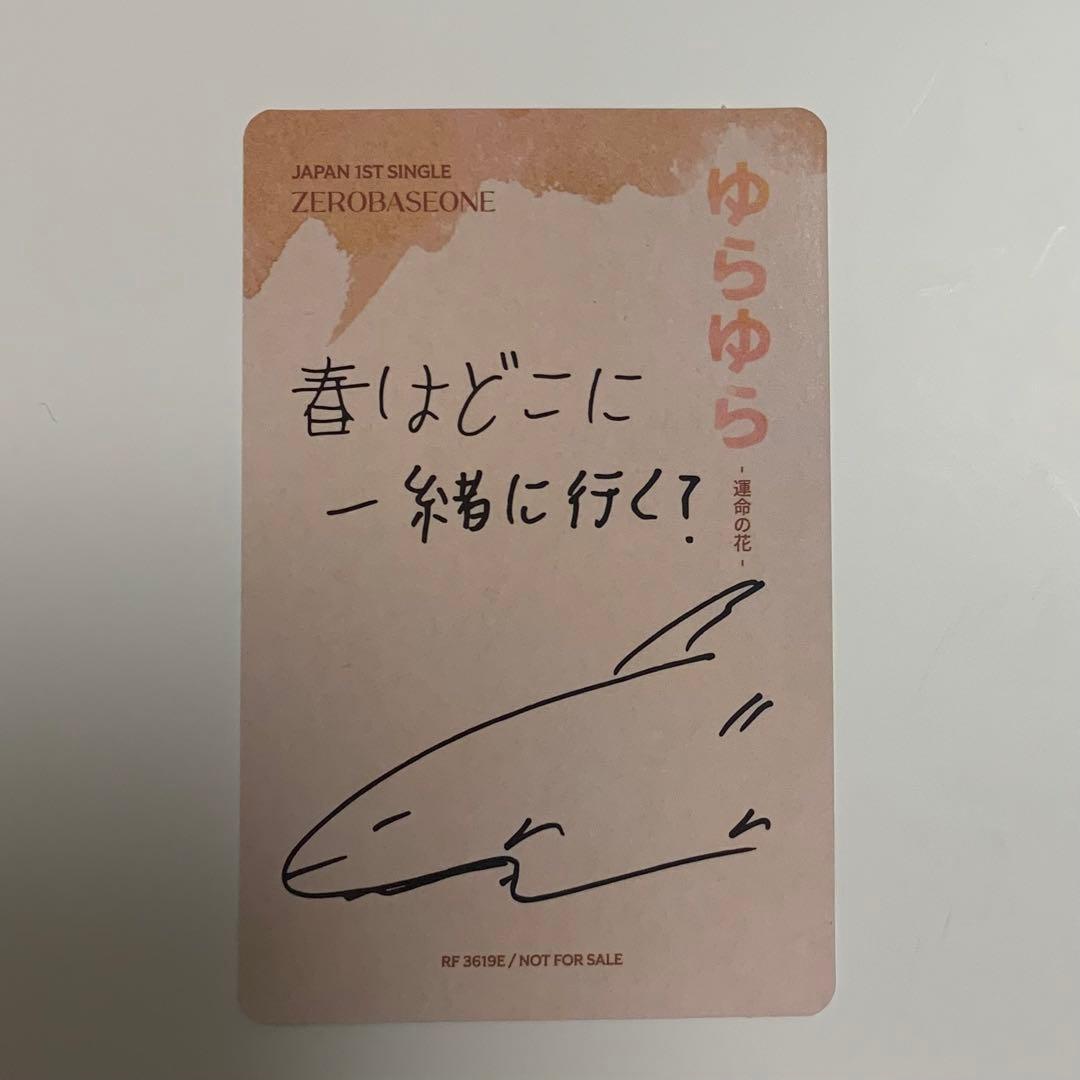 JAPAN 1ST SINGLE
ZEROBASEONE
ゆらゆら
- 運命の花 -
春はどこに
一緒に行く?
RF 3619E / NOT FOR SALE